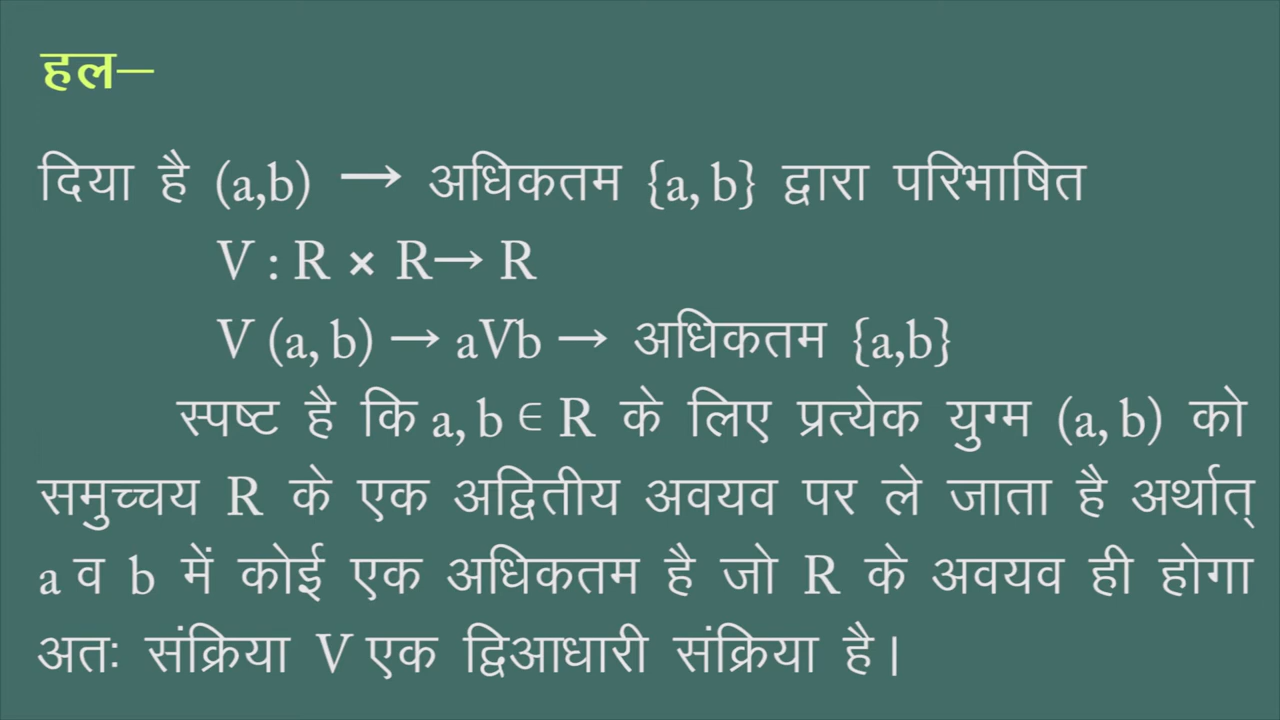 हल–
दिया है (a,b) → अधिकतम {a, b} द्वारा परिभाषित
V : R × R→ R
V (a, b) → aVb → अधिकतम {a,b}
स्पष्ट है कि a, b ∈ R के लिए प्रत्येक युग्म (a, b) को
समुच्चय R के एक अद्वितीय अवयव पर ले जाता है अर्थात्
a व b में कोई एक अधिकतम है जो R के अवयव ही होगा
अतः संक्रिया V एक द्विआधारी संक्रिया है।